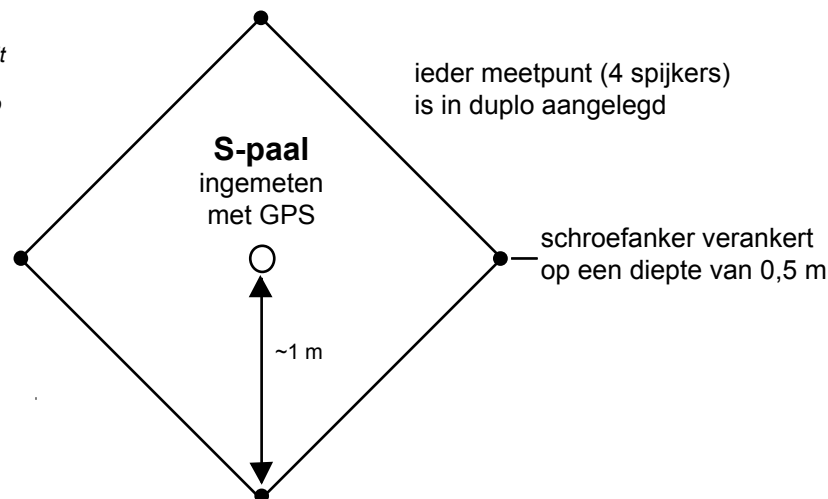 t
ieder meetpunt (4 spijkers)
is in duplo aangelegd
S-paal
ingemeten
met GPS
schroefanker verankert
op een diepte van 0,5 m
~1 m